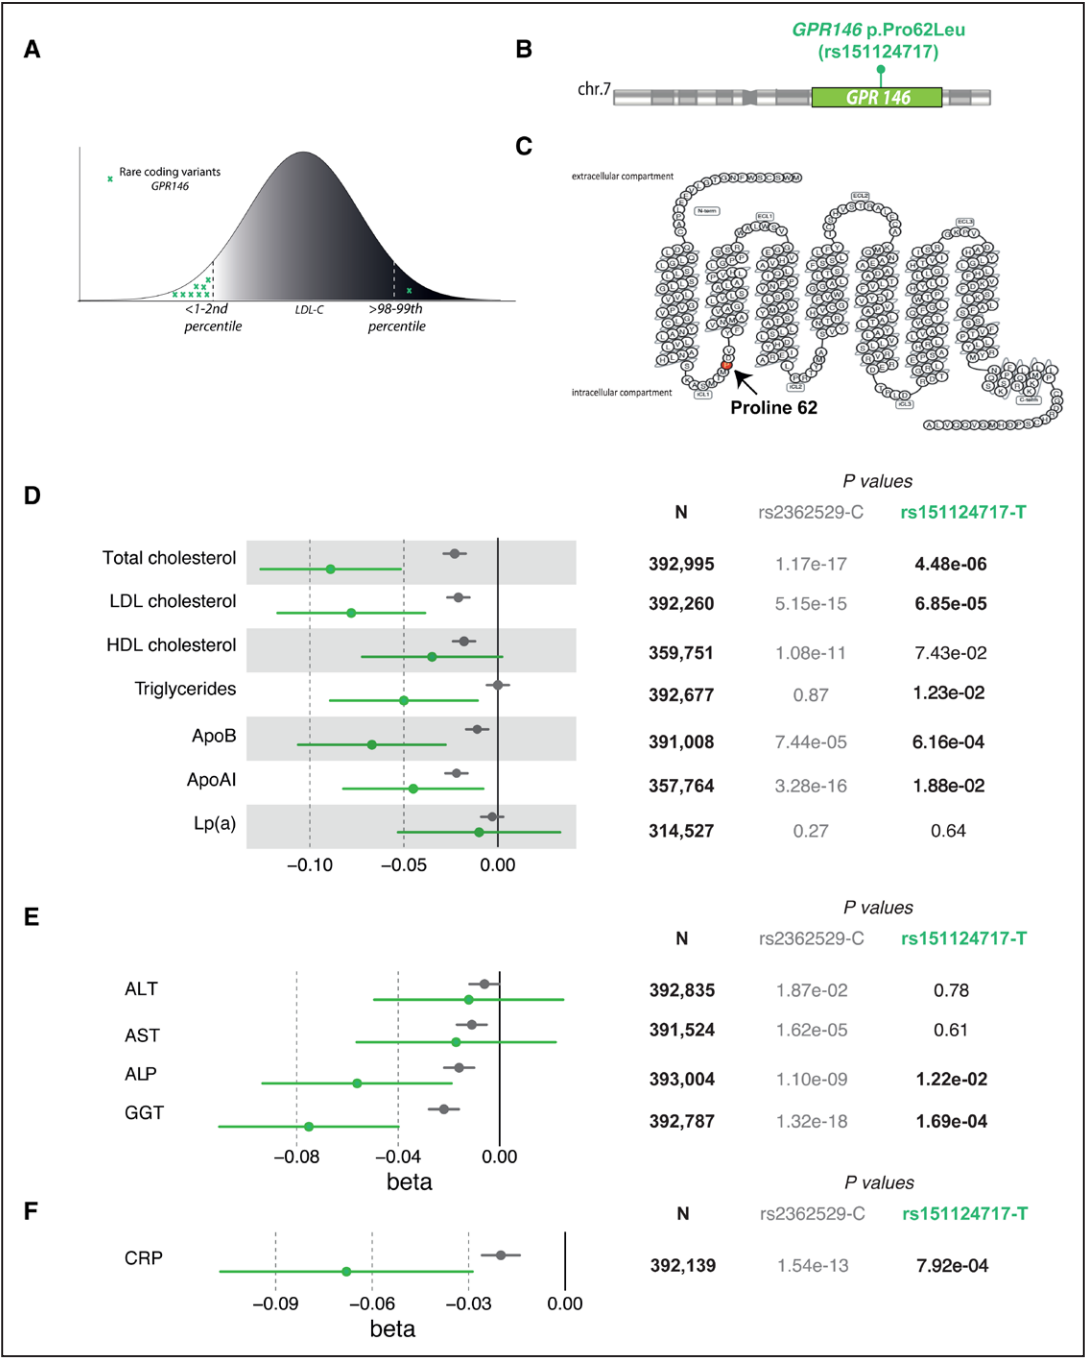 A
Rare coding variants
GPR146
x
<1-2nd
percentile
LDL-C
>98-99th
percentile
B
GPR146 p.Pro62Leu
(rs151124717)
chr.7
GPR 146
C
extracellular compartment
N-term
ECL1
ECL2
ECL3
intracellular compartment
ICL1
ICL2
ICL3
C-term
Proline 62
D
P values
N rs2362529-C rs151124717-T
Total cholesterol 392,995 1.17e-17 4.48e-06
LDL cholesterol 392,260 5.15e-15 6.85e-05
HDL cholesterol 359,751 1.08e-11 7.43e-02
Triglycerides 392,677 0.87 1.23e-02
ApoB 391,008 7.44e-05 6.16e-04
ApoAI 357,764 3.28e-16 1.88e-02
Lp(a) 314,527 0.27 0.64
−0.10 −0.05 0.00
E
P values
N rs2362529-C rs151124717-T
ALT 392,835 1.87e-02 0.78
AST 391,524 1.62e-05 0.61
ALP 393,004 1.10e-09 1.22e-02
GGT 392,787 1.32e-18 1.69e-04
−0.08 −0.04 0.00
beta
F
P values
N rs2362529-C rs151124717-T
CRP 392,139 1.54e-13 7.92e-04
−0.09 −0.06 −0.03 0.00
beta